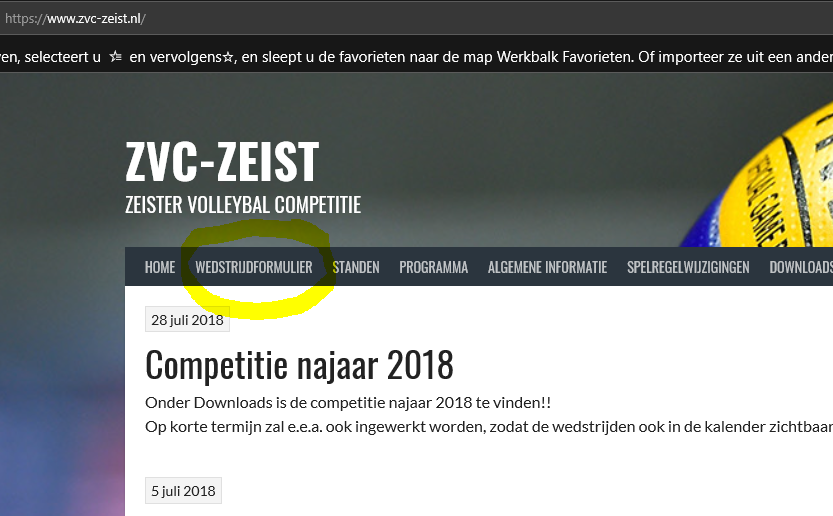 https://www.zvc-zeist.nl/
en, selecteert u en vervolgens, en sleept u de favorieten naar de map Werkbalk Favorieten. Of importeer ze uit een ander
ZVC-ZEIST
ZEISTER VOLLEYBAL COMPETITIE
HOME WEDSTRIJDFORMULIER STANDEN PROGRAMMA ALGEMENE INFORMATIE SPELREGELWIJZIGINGEN DOWNLOADS
28 juli 2018
Competitie najaar 2018
Onder Downloads is de competitie najaar 2018 te vinden!!
Op korte termijn zal e.e.a. ook ingewerkt worden, zodat de wedstrijden ook in de kalender zichtbaar
5 juli 2018